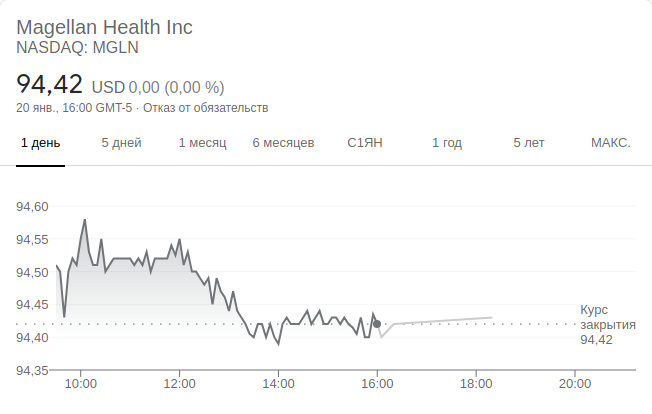 Magellan Health Inc
NASDAQ: MGLN
94,42 USD 0,00 (0,00 %)
20 янв., 16:00 GMT-5 · Отказ от обязательств
1 день 5 дней 1 месяц 6 месяцев С1ЯН 1 год 5 лет МАКС.
94,60
94,55
94,50
94,45
94,40
94,35
Курс
закрытия
94,42
10:00 12:00 14:00 16:00 18:00 20:00